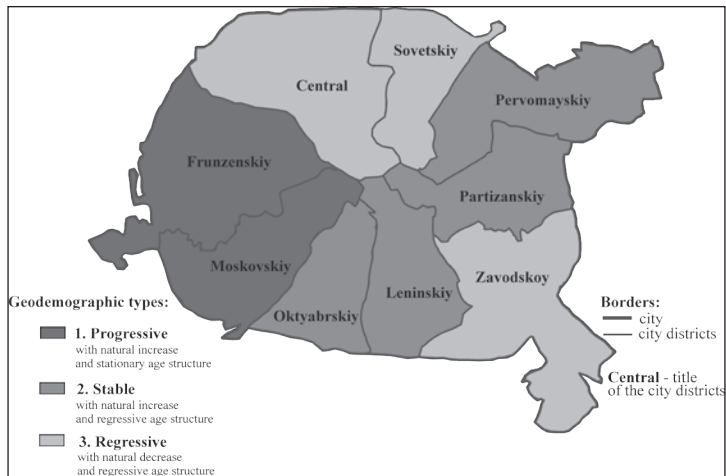 Sovetskiy
Central
Pervomayskiy
Frunzenskiy
Partizanskiy
Moskovskiy
Zavodskoy
Leninskiy
Oktyabrskiy
Geodemographic types:
1. Progressive
with natural increase
and stationary age structure
2. Stable
with natural increase
and regressive age structure
3. Regressive
with natural decrease
and regressive age structure
Borders:
city
city districts
Central - title
of the city districts